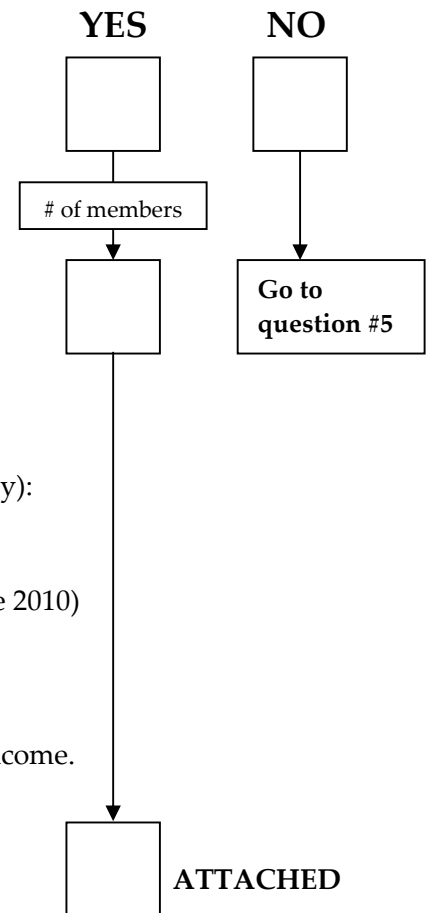 YES NO
# of members
Go to
question #5
y):
e 2010)
come.
ATTACHED